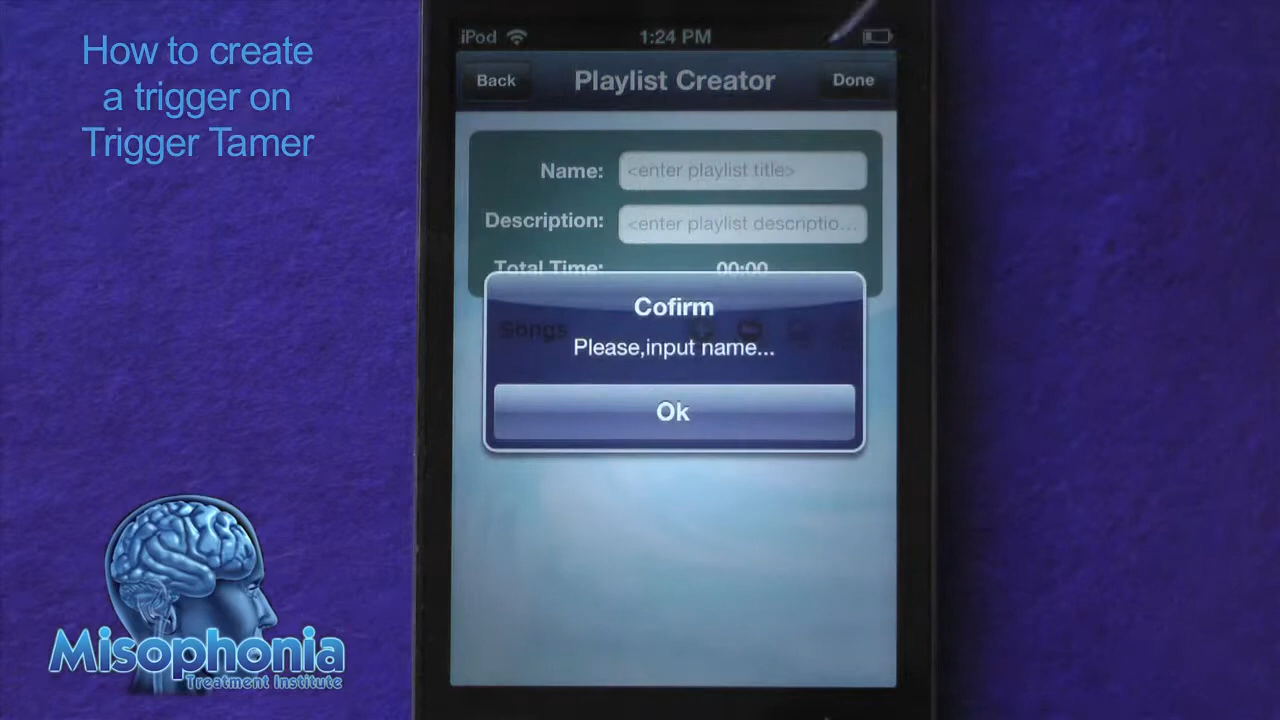 How to create
a trigger on
Trigger Tamer
iPod
1:24 PM
Back
Playlist Creator
Done
Name:
<enter playlist title>
Description:
<enter playlist descriptio...
Total Time:
00:00
Songs
Cofirm
Please,input name...
Ok
Misophonia
Treatment Institute